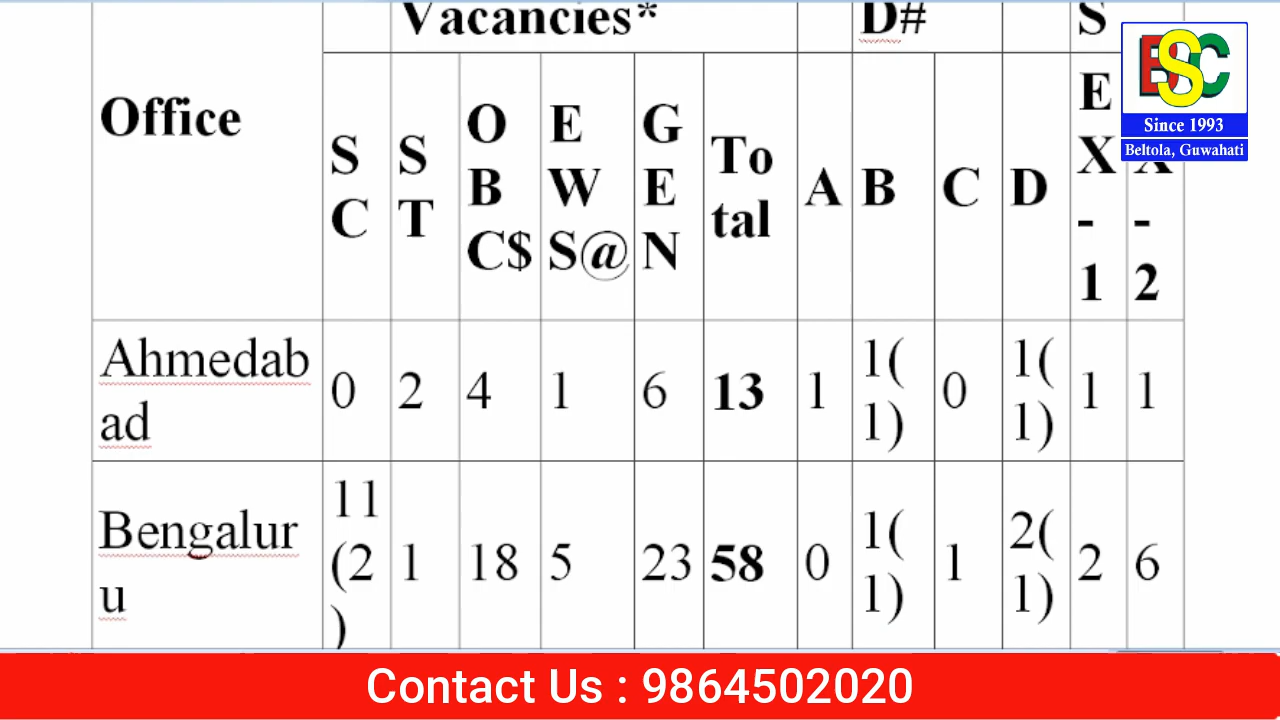 Vacancies* D# S
Office
S
C
S
T
O
B
C$
E
W
S@
G
E
N
To
tal
A
B
C
D
E
X
-
1
X
-
2
BSC
Since 1993
Beltola, Guwahati
Ahmedab
ad
0
2
4
1
6
13
1
1(
1)
0
1(
1)
1
1
Bengalur
u
11
(2
)
1
18
5
23
58
0
1(
1)
1
2(
1)
2
6
Contact Us : 9864502020